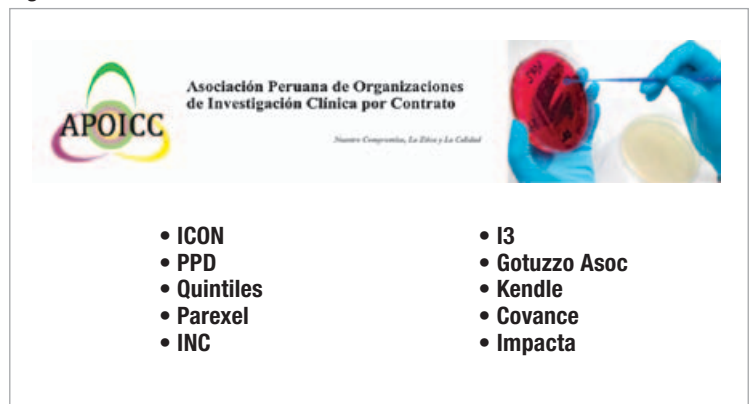 APOICC
Asociación Peruana de Organizaciones
de Investigación Clínica por Contrato
Nuestro Compromiso, La Etica y La Calidad
• ICON
• PPD
• Quintiles
• Parexel
• INC
• I3
• Gotuzzo Asoc
• Kendle
• Covance
• Impacta